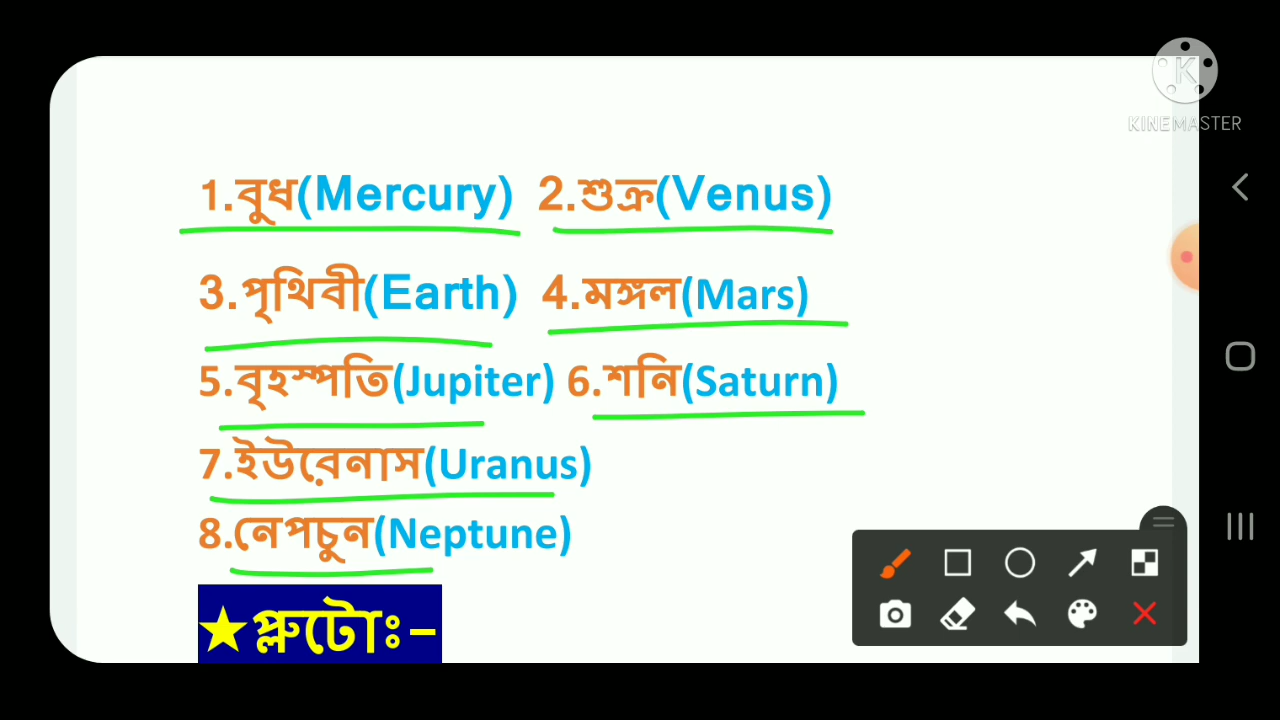 KINEMASTER
1.বুধ(Mercury) 2.শুক্র(Venus)
3.পৃথিবী(Earth) 4.মঙ্গল(Mars)
5.বৃহস্পতি(Jupiter) 6.শনি(Saturn)
7.ইউরেনাস(Uranus)
8.নেপচুন(Neptune)
★প্লুটোঃ-